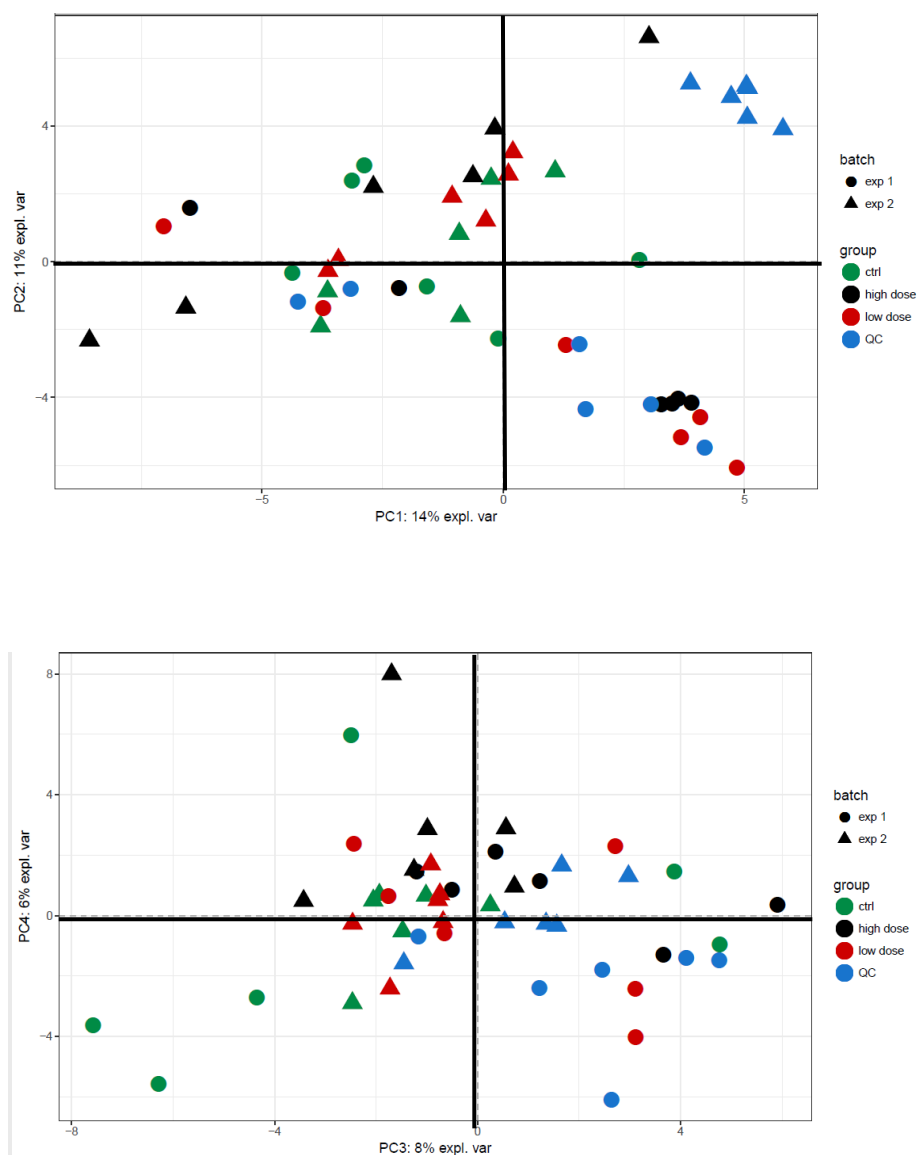 4
0
−4
PC2: 11% expl. var
−5
0
5
PC1: 14% expl. var
batch
exp 1
exp 2
group
ctrl
high dose
low dose
QC
8
4
0
−4
PC4: 6% expl. var
−8
−4
0
4
PC3: 8% expl. var
batch
exp 1
exp 2
group
ctrl
high dose
low dose
QC